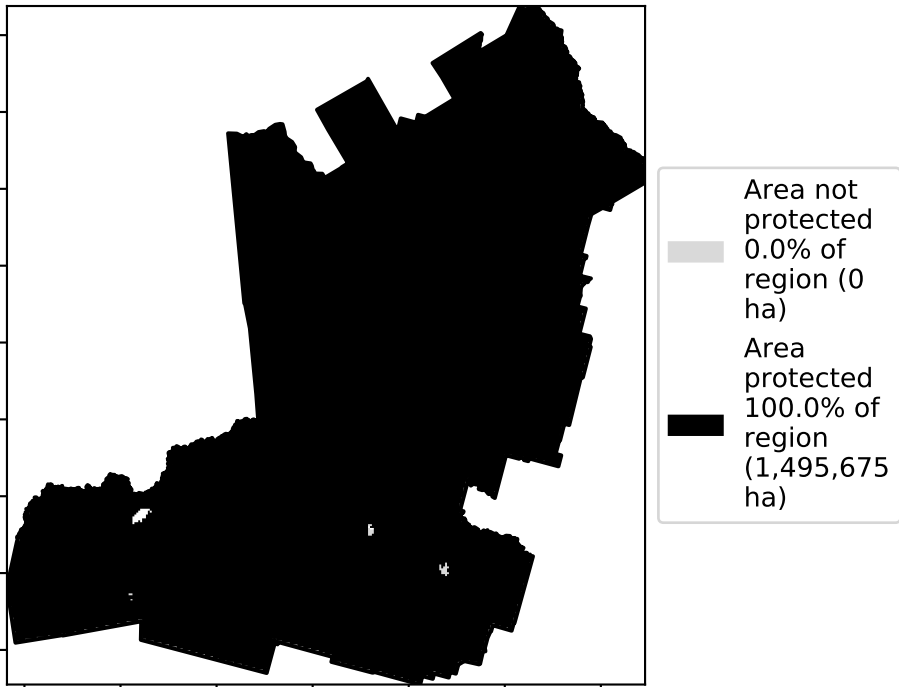 Area not
protected
0.0% of
region (0
ha)
Area
protected
100.0% of
region
(1,495,675
ha)